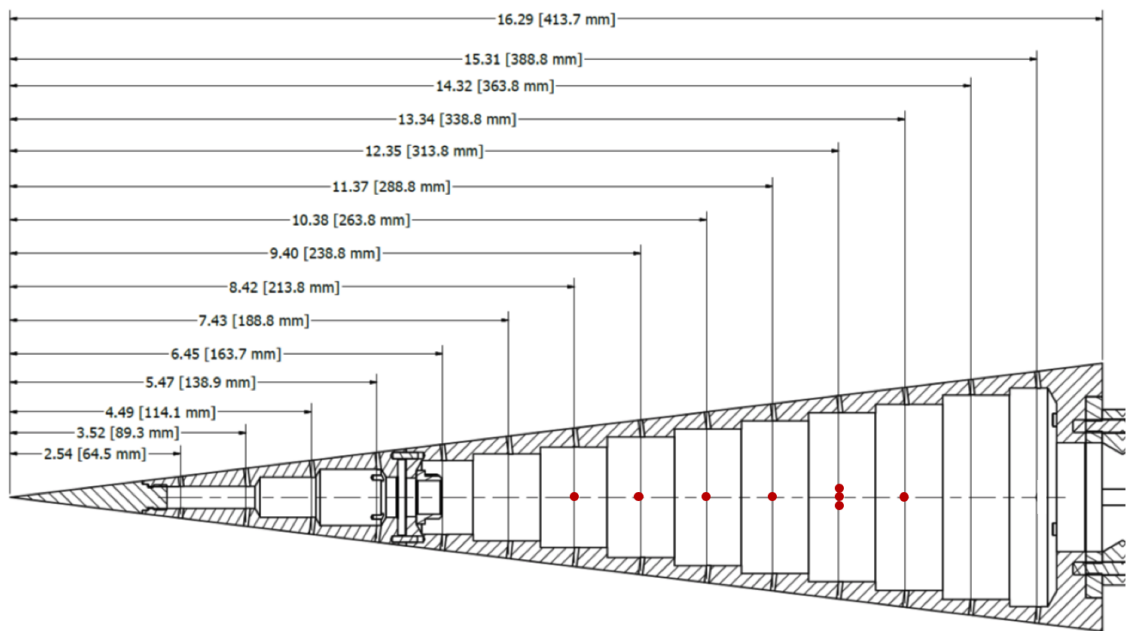 16.29 [413.7 mm]
15.31 [388.8 mm]
14.32 [363.8 mm]
13.34 [338.8 mm]
12.35 [313.8 mm]
11.37 [288.8 mm]
10.38 [263.8 mm]
9.40 [238.8 mm]
8.42 [213.8 mm]
7.43 [188.8 mm]
6.45 [163.7 mm]
5.47 [138.9 mm]
4.49 [114.1 mm]
3.52 [89.3 mm]
2.54 [64.5 mm]